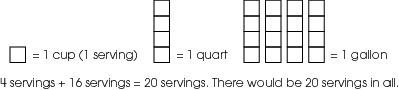 = 1 cup (1 serving) = 1 quart = 1 gallon
4 servings + 16 servings = 20 servings. There would be 20 servings in all.